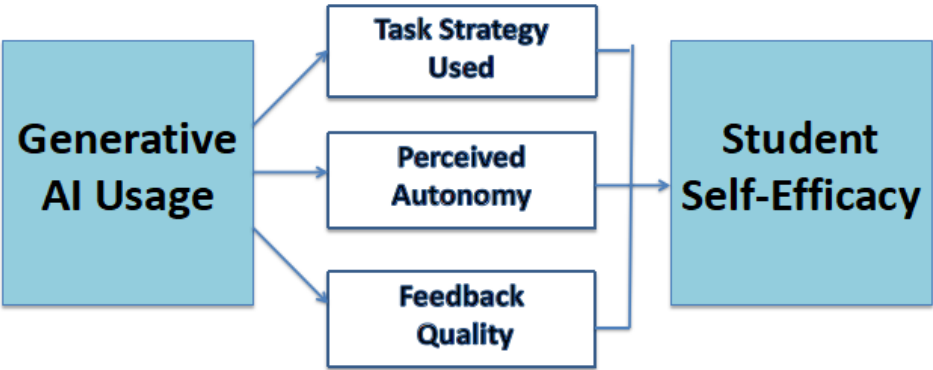 Generative
AI Usage
Task Strategy
Used
Perceived
Autonomy
Feedback
Quality
Student
Self-Efficacy